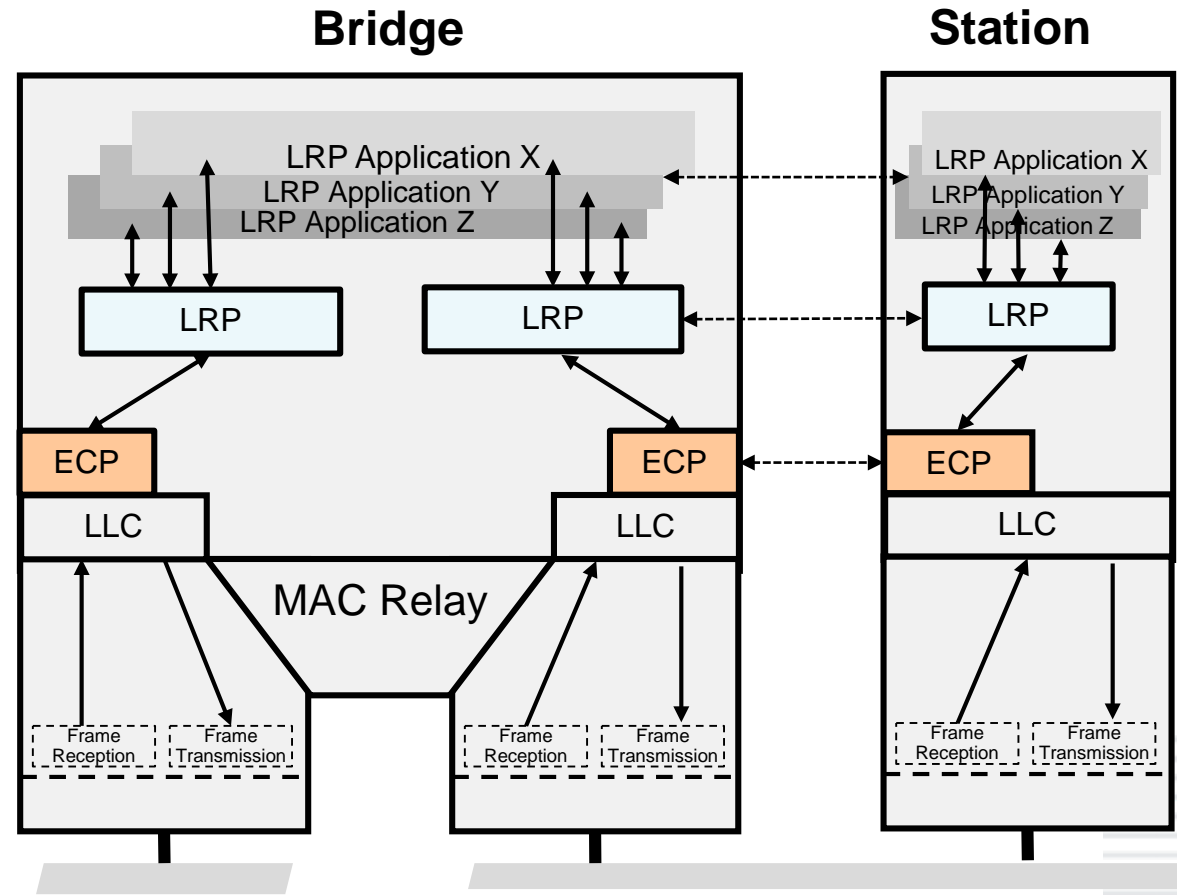 Bridge
Station
LRP Application X
LRP Application Y
LRP Application Z
LRP Application X
LRP Application Y
LRP Application Z
LRP
LRP
LRP
ECP
ECP
ECP
LLC
LLC
LLC
MAC Relay
Frame
Reception
Frame
Transmission
Frame
Reception
Frame
Transmission
Frame
Reception
Frame
Transmission